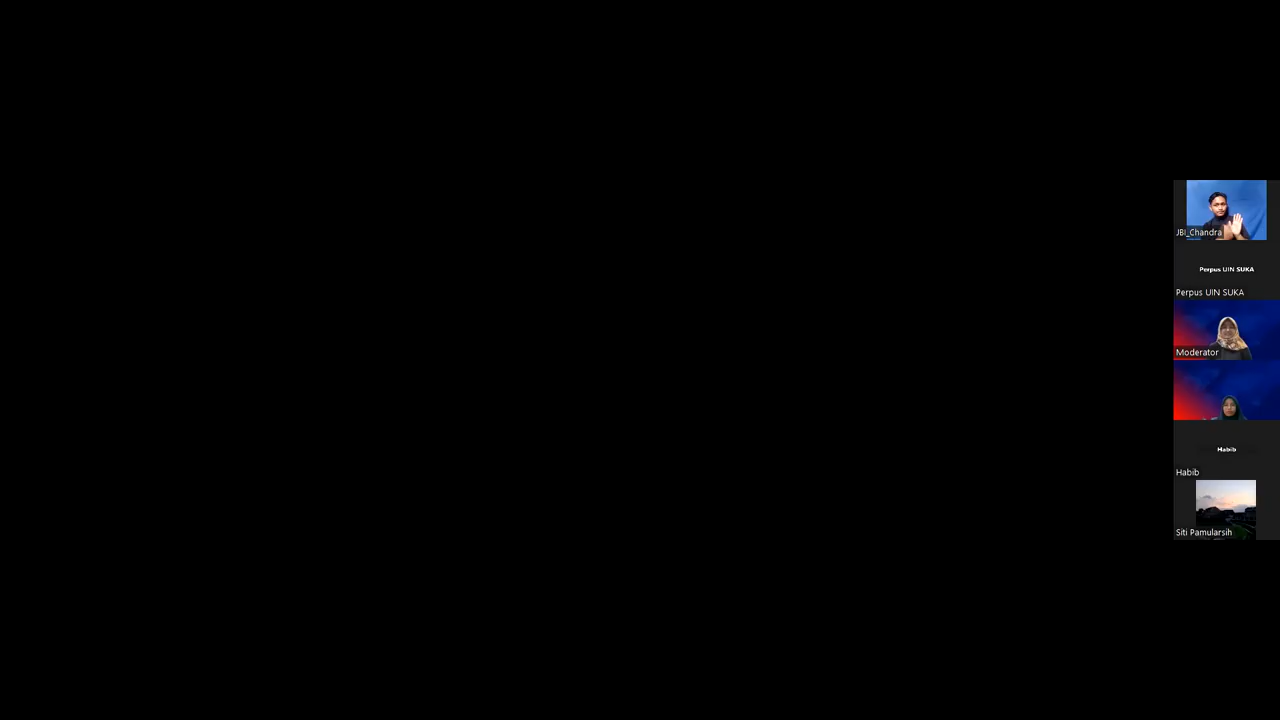 JBI_Chandra
Perpus UIN SUKA
Perpus UIN SUKA
Moderator
Habib
Habib
Siti Pamularsih